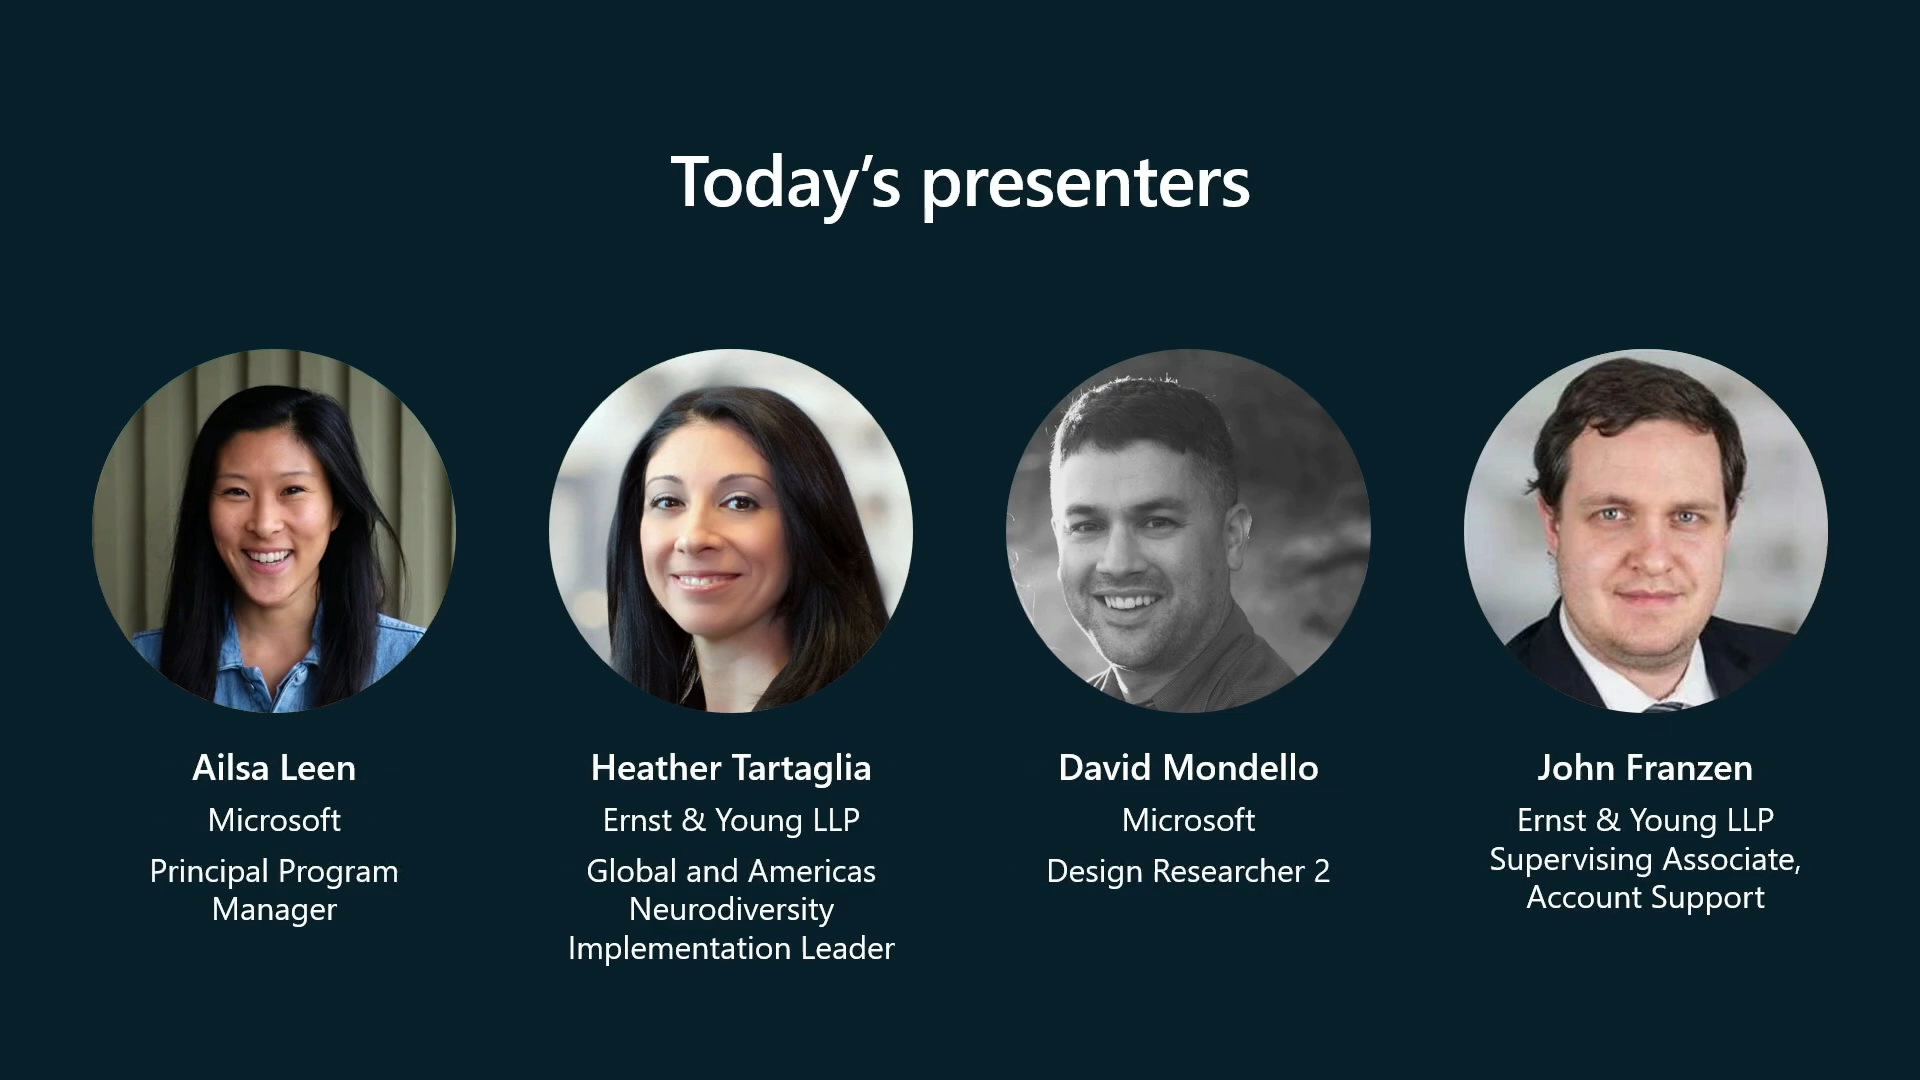 Today’s presenters
Ailsa Leen
Microsoft
Principal Program
Manager
Heather Tartaglia
Ernst & Young LLP
Global and Americas
Neurodiversity
Implementation Leader
David Mondello
Microsoft
Design Researcher 2
John Franzen
Ernst & Young LLP
Supervising Associate,
Account Support